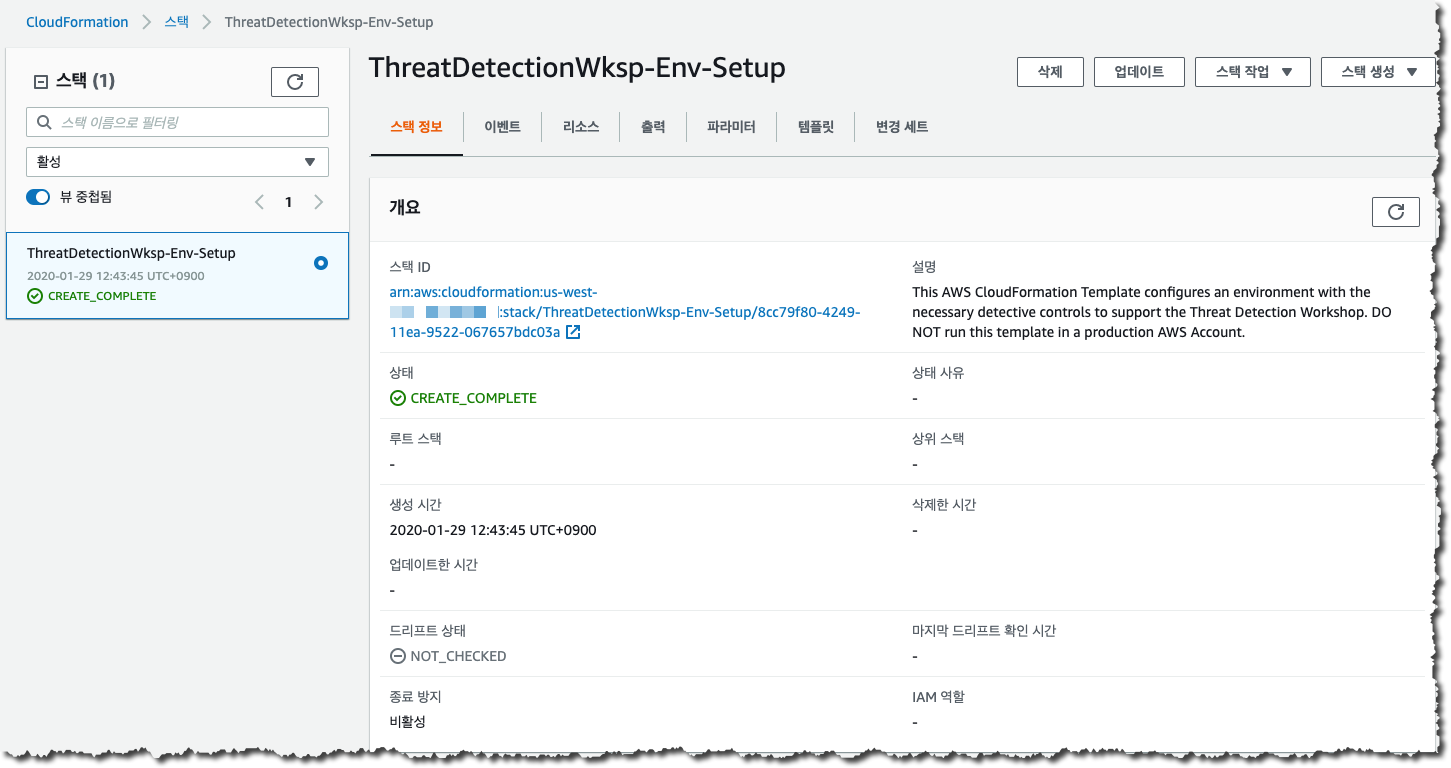 CloudFormation > 스택 > ThreatDetectionWksp-Env-Setup
스택 (1)
스택 이름으로 필터링
활성
뷰 중첩됨
1
ThreatDetectionWksp-Env-Setup
2020-01-29 12:43:45 UTC+0900
CREATE_COMPLETE
ThreatDetectionWksp-Env-Setup
삭제
업데이트
스택 작업
스택 생성
스택 정보
이벤트
리소스
출력
파라미터
템플릿
변경 세트
개요
스택 ID
arn:aws:cloudformation:us-west-
:stack/ThreatDetectionWksp-Env-Setup/8cc79f80-4249-
11ea-9522-067657bdc03a
설명
This AWS CloudFormation Template configures an environment with the
necessary detective controls to support the Threat Detection Workshop. DO
NOT run this template in a production AWS Account.
상태
CREATE_COMPLETE
상태 사유
-
루트 스택
-
상위 스택
-
생성 시간
2020-01-29 12:43:45 UTC+0900
삭제한 시간
-
업데이트한 시간
-
드리프트 상태
NOT_CHECKED
마지막 드리프트 확인 시간
-
종료 방지
비활성
IAM 역할
-